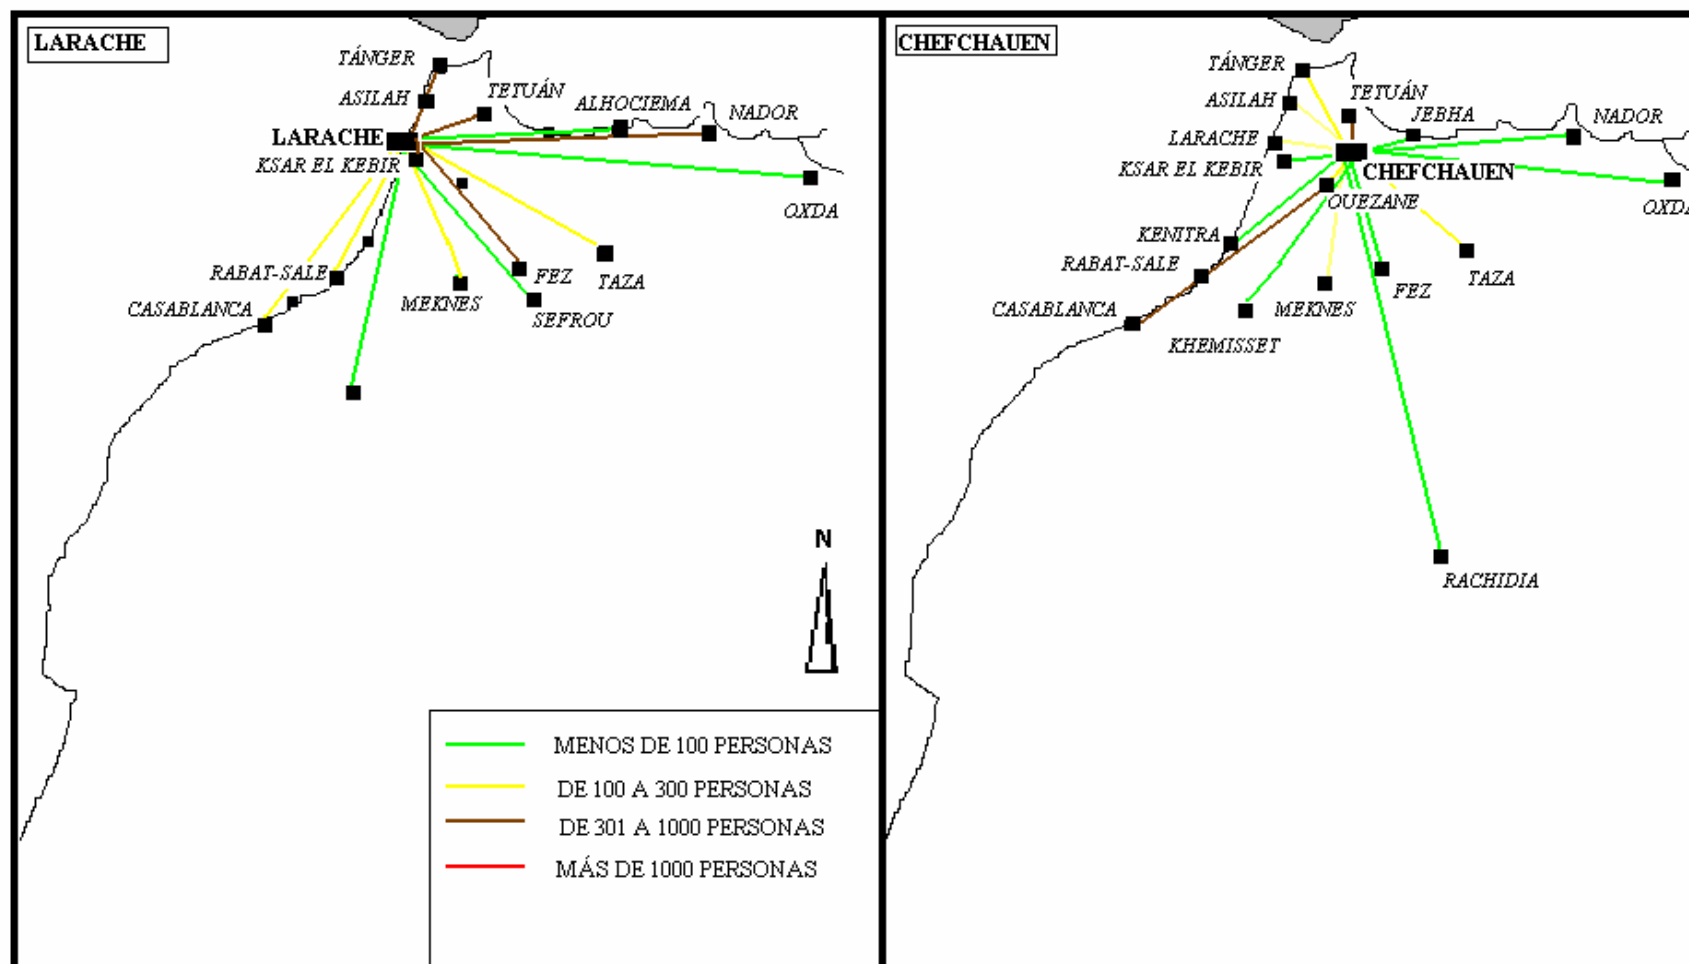 LARACHE
TÁNGER
ASILAH
TETUÁN
ALHOCIEMA
NADOR
LARACHE
KSAR EL KEBIR
OXDA
RABAT-SALE
CASABLANCA
MEKNES
FEZ
TAZA
SEFROU
N
MENOS DE 100 PERSONAS
DE 100 A 300 PERSONAS
DE 301 A 1000 PERSONAS
MÁS DE 1000 PERSONAS
CHEFCHAUEN
TÁNGER
ASILAH
TETUÁN
JEBHA
NADOR
LARACHE
KSAR EL KEBIR
CHEFCHAUEN
OUEZANE
OXDA
KENITRA
RABAT-SALE
CASABLANCA
KHEMISSET
MEKNES
FEZ
TAZA
RACHIDIA